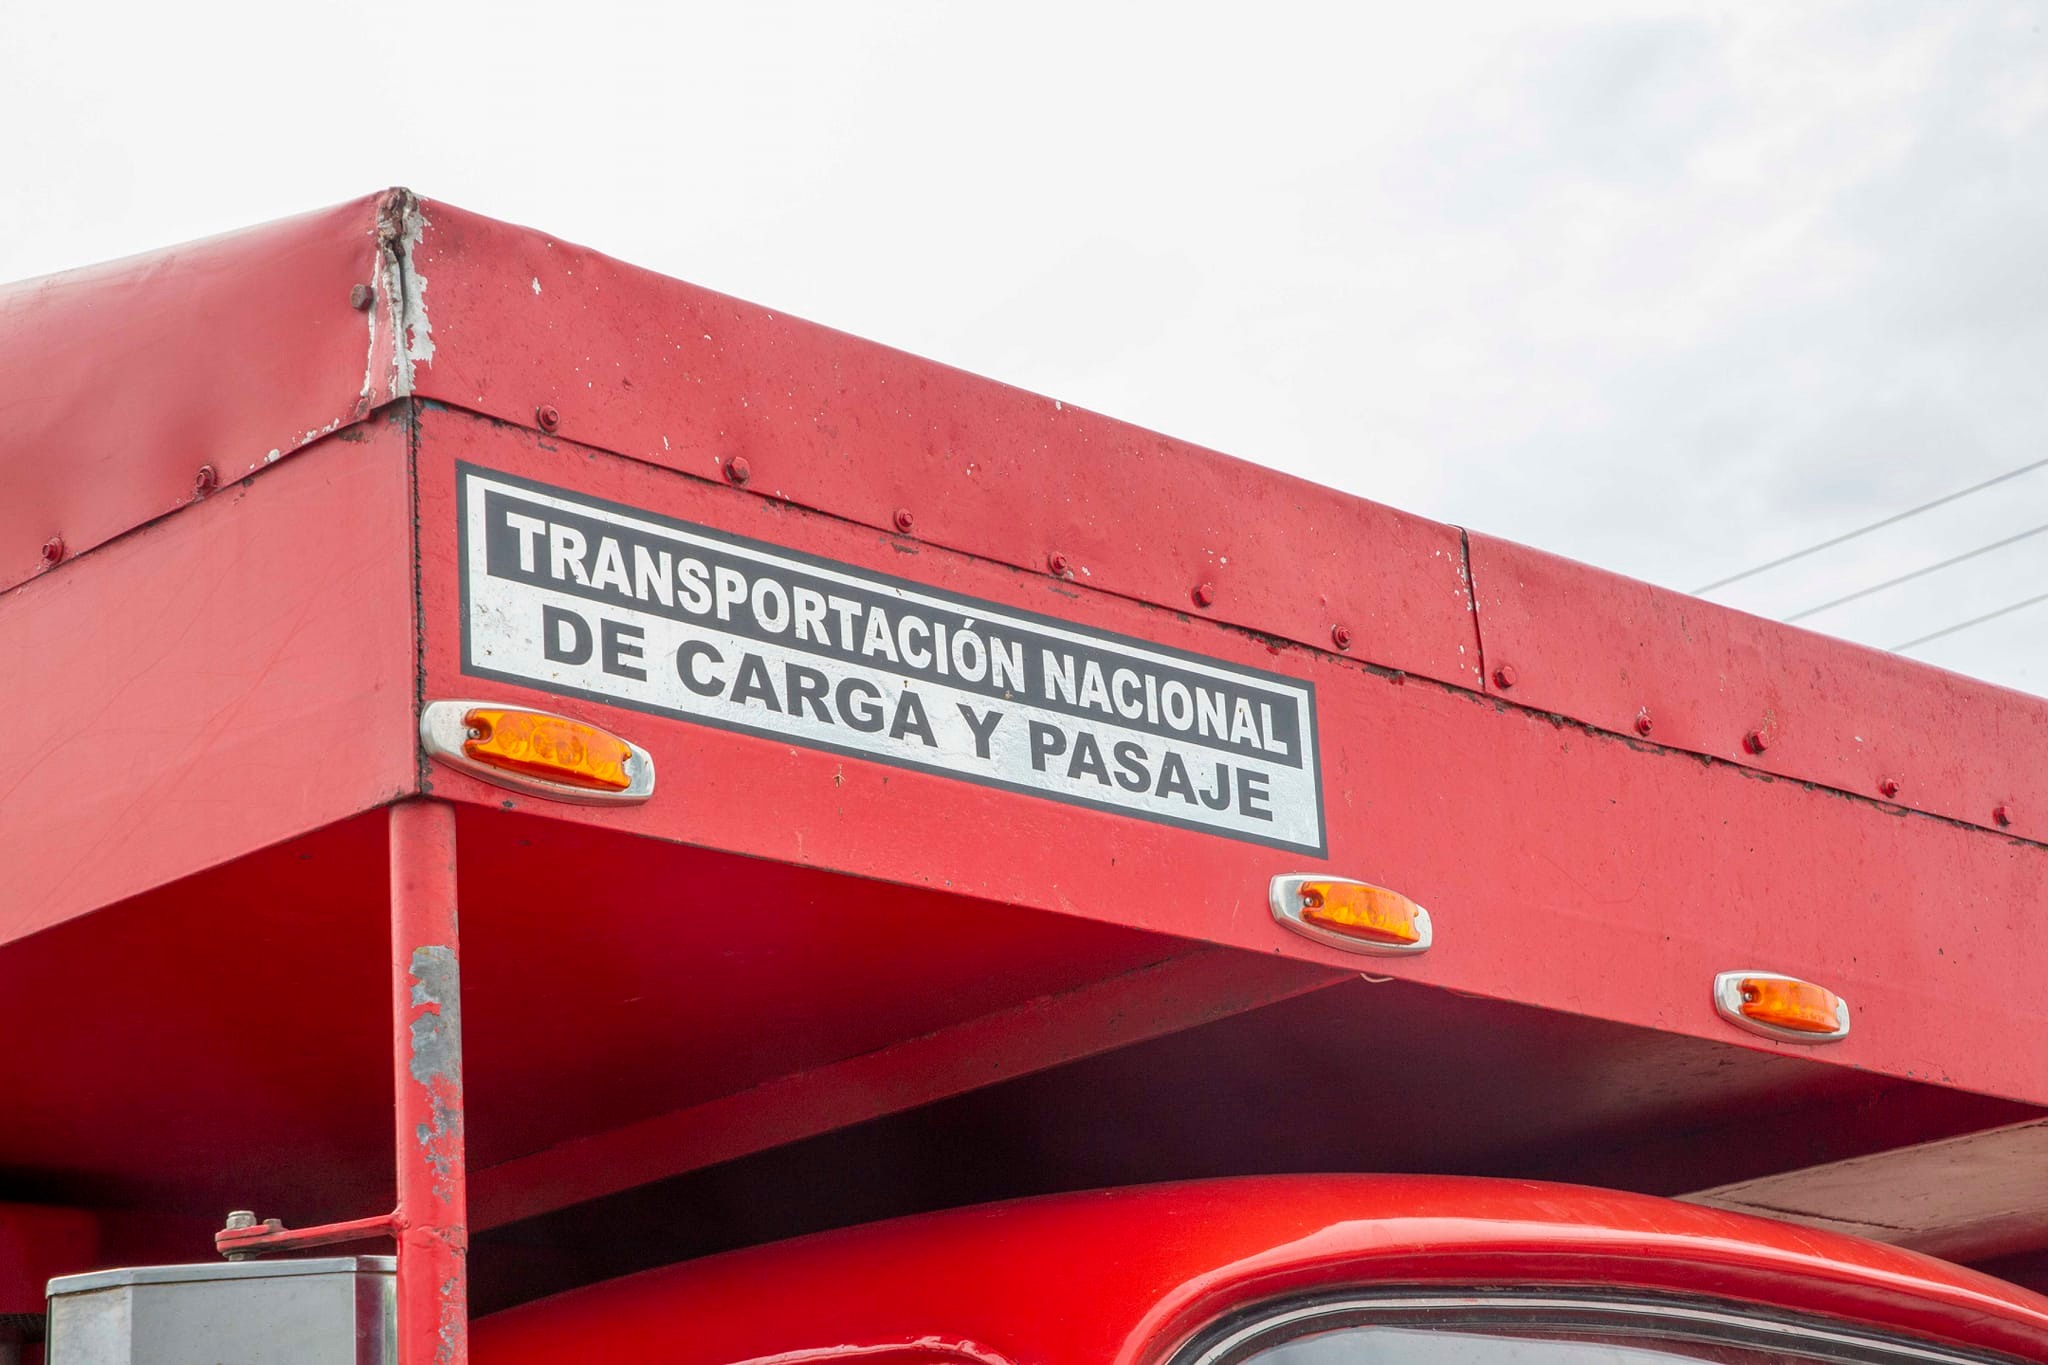 TRANSPORTACIÓN NACIONAL
DE CARGA Y PASAJE